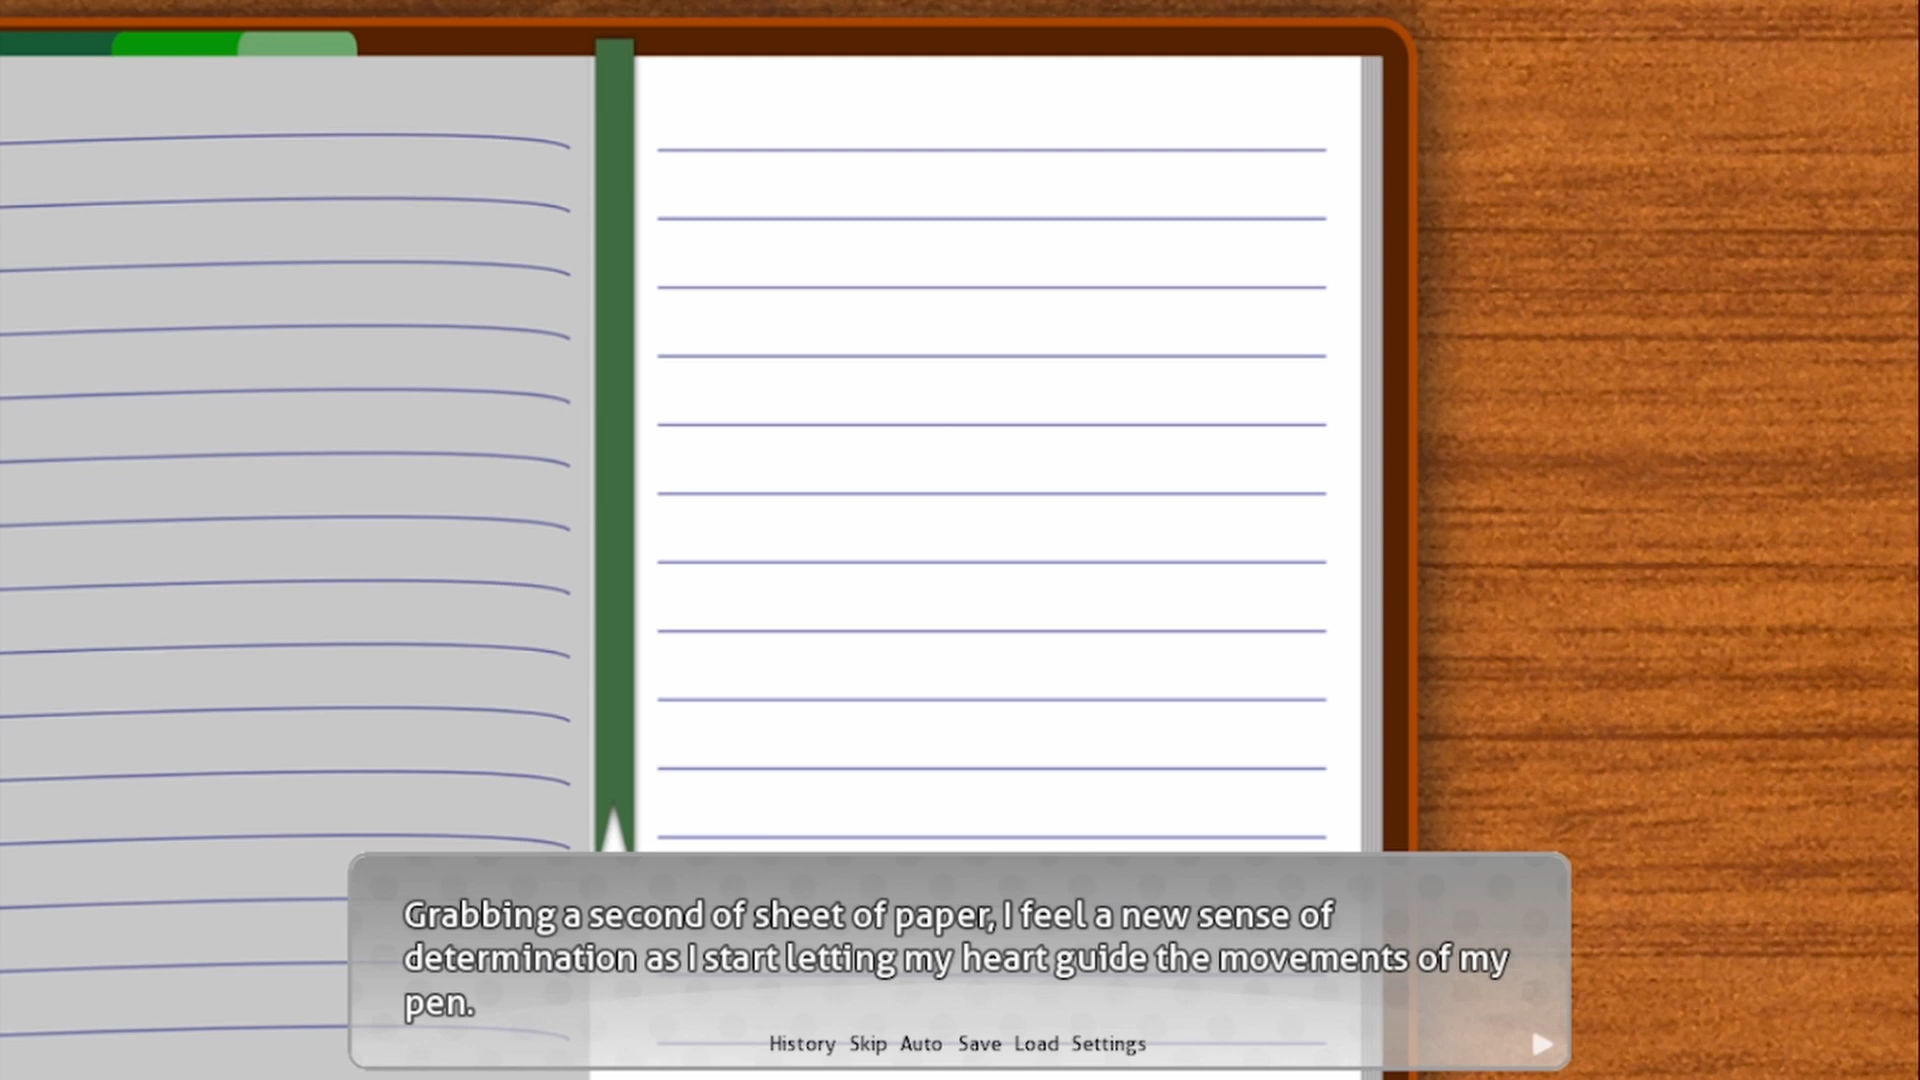 Grabbing a second of sheet of paper, I feel a new sense of
determination as I start letting my heart guide the movements of my
pen.
History Skip Auto Save Load Settings